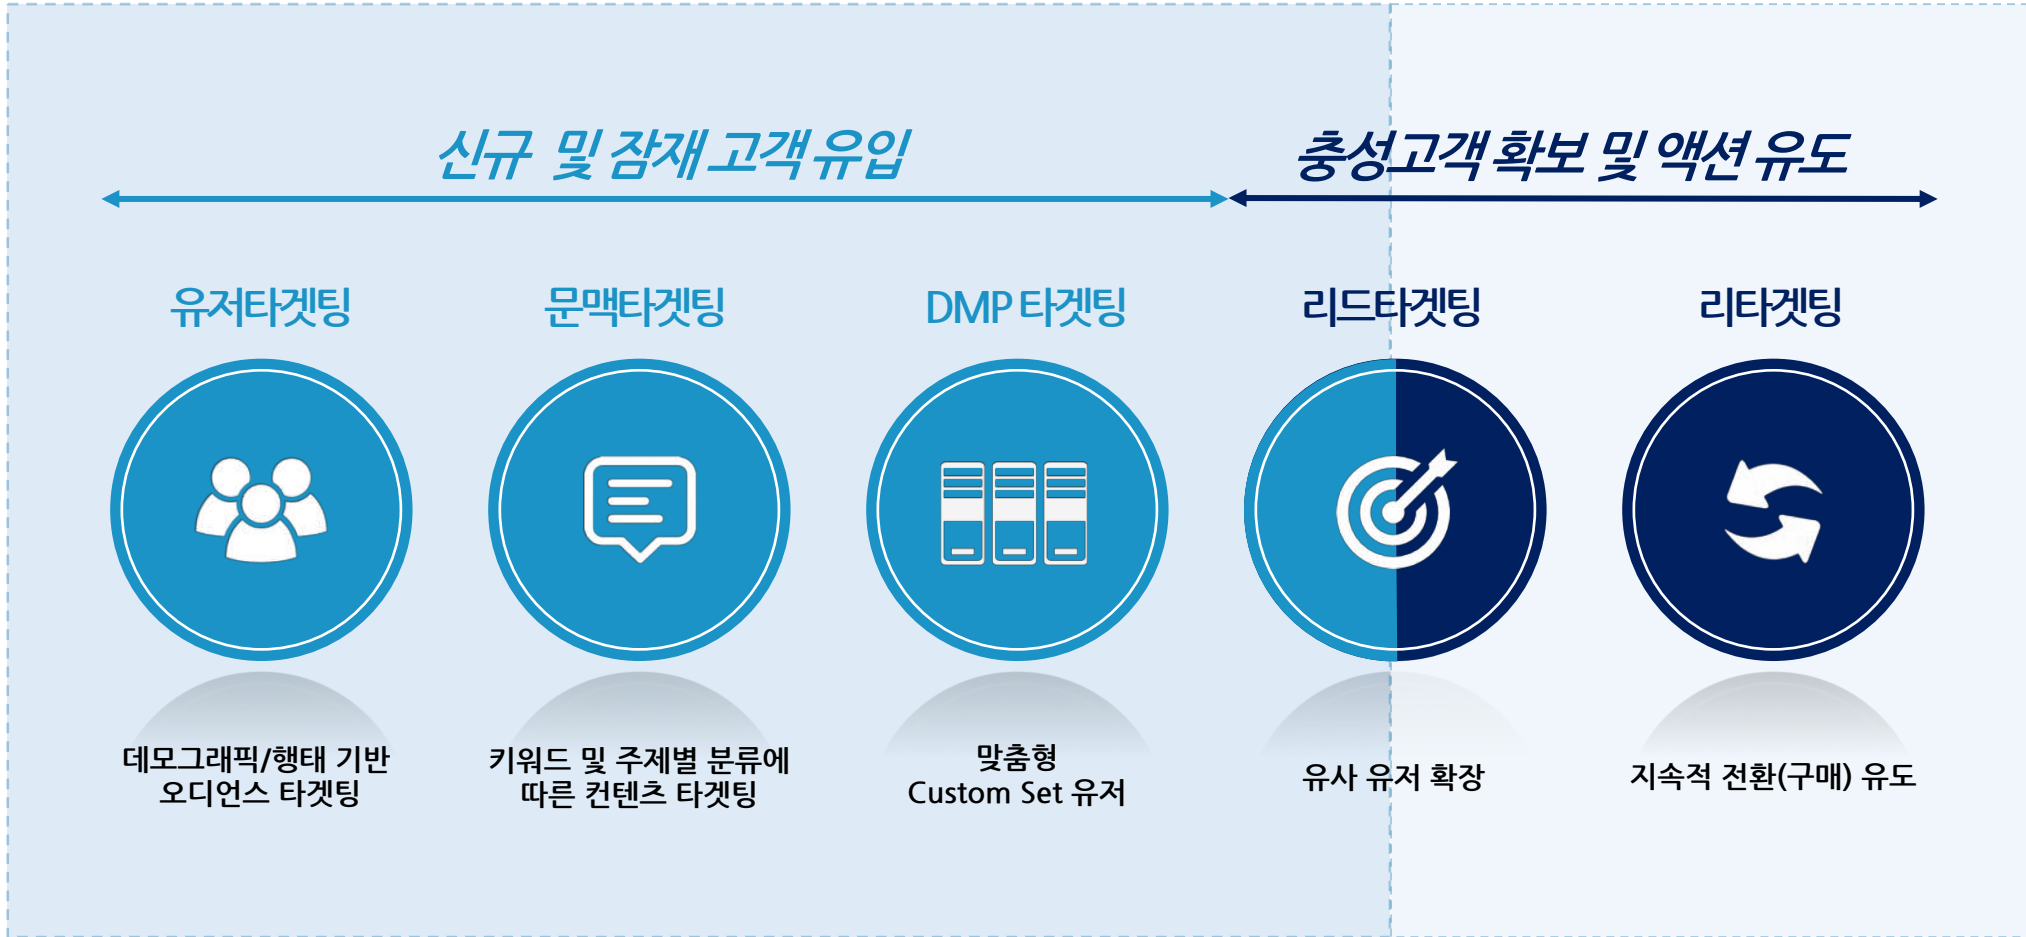 신규 및 잠재 고객 유입
충성고객 확보 및 액션 유도
유저타겟팅
문맥타겟팅
DMP 타겟팅
리드타겟팅
리타겟팅
데모그래픽/행태 기반
오디언스 타겟팅
키워드 및 주제별 분류에
따른 컨텐츠 타겟팅
맞춤형
Custom Set 유저
유사 유저 확장
지속적 전환(구매) 유도